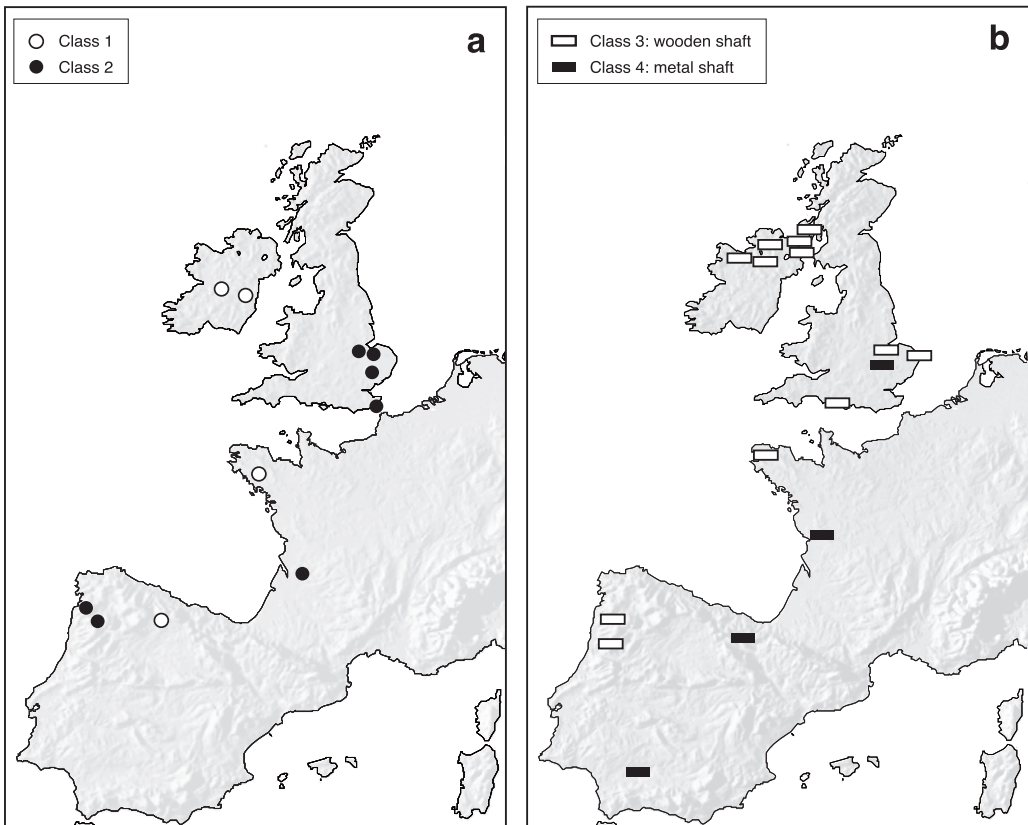 Class 1
Class 2
a
Class 3: wooden shaft
Class 4: metal shaft
b